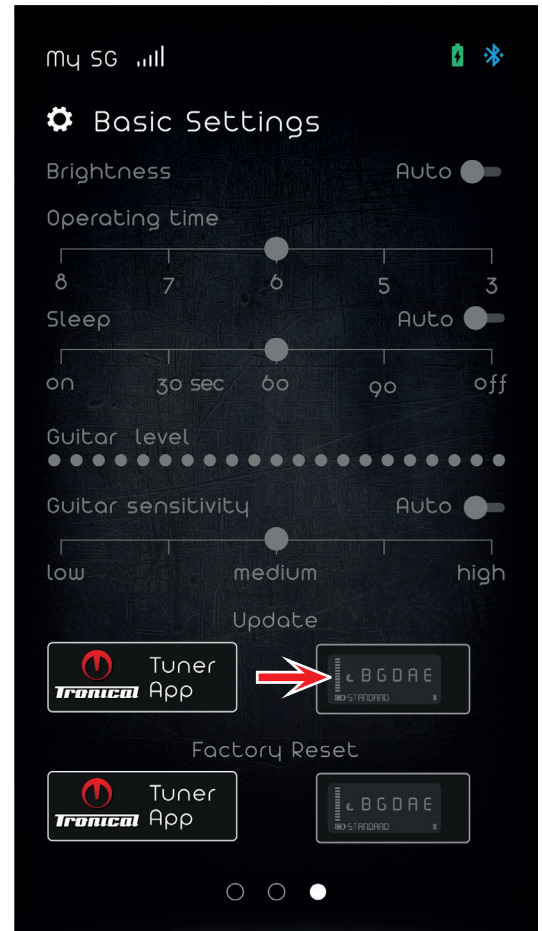 My SG
Basic Settings
Brightness Auto
Operating time
8 7 6 5 3
Sleep Auto
on 30 sec 60 90 off
Guitar level
Guitar sensitivity Auto
low medium high
Update
Tronical Tuner App
E B G D A E
STANDARD
Factory Reset
Tronical Tuner App
E B G D A E
STANDARD